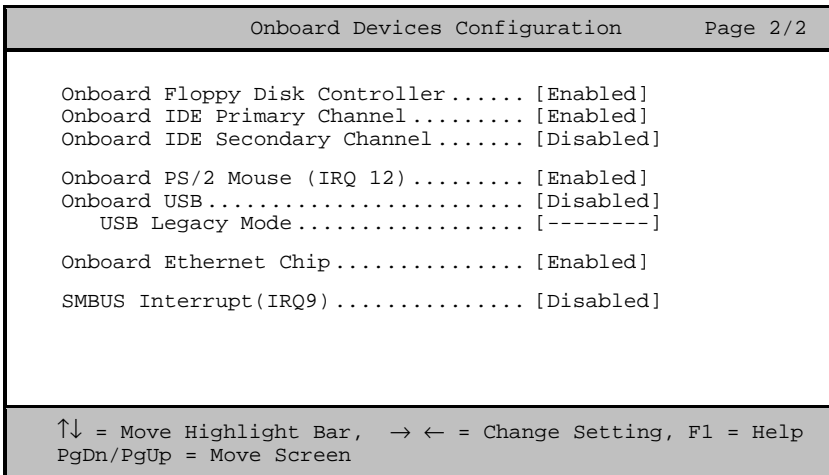 Onboard Devices Configuration Page 2/2
Onboard Floppy Disk Controller...... [Enabled]
Onboard IDE Primary Channel......... [Enabled]
Onboard IDE Secondary Channel....... [Disabled]
Onboard PS/2 Mouse (IRQ 12)......... [Enabled]
Onboard USB......................... [Disabled]
USB Legacy Mode.................. [--------]
Onboard Ethernet Chip............... [Enabled]
SMBUS Interrupt(IRQ9)............... [Disabled]
↑↓ = Move Highlight Bar, → ← = Change Setting, F1 = Help
PgDn/PgUp = Move Screen